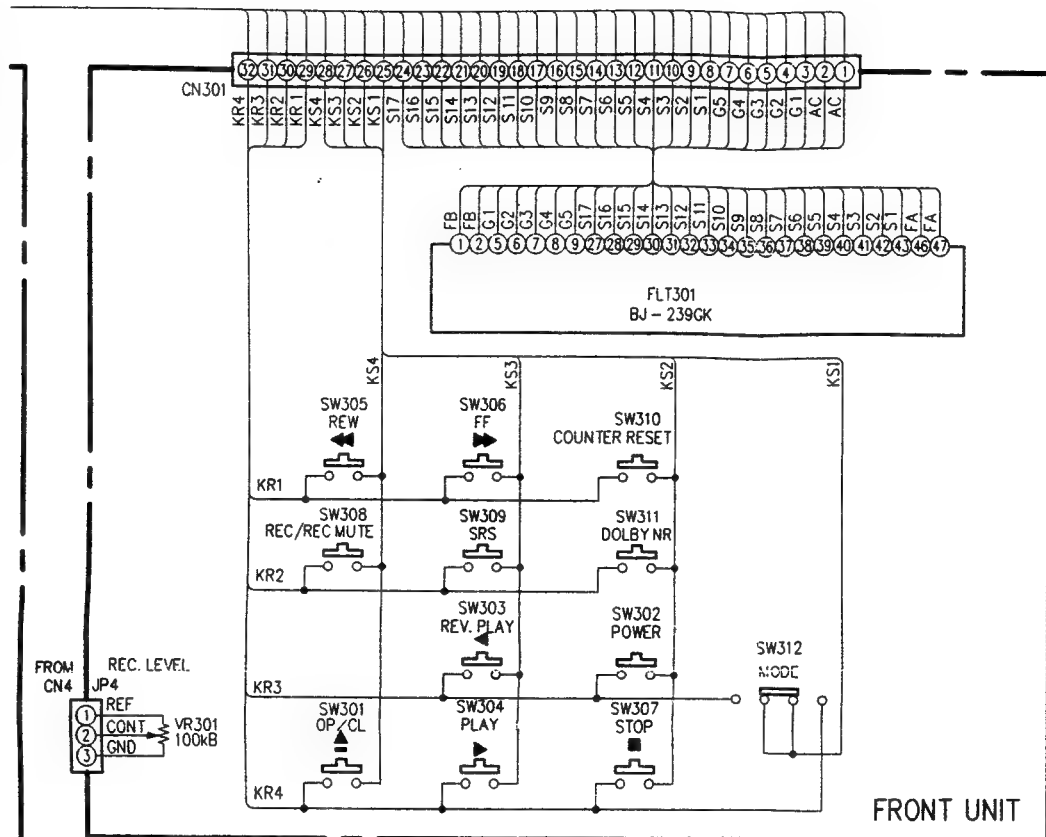 32 31 30 29 28 27 26 25 24 23 22 21 20 19 18 17 16 15 14 13 12 11 10 9 8 7 6 5 4 3 2 1
CN301
KR4 KR3 KR2 KR1 KS4 KS3 KS2 KS1 S17 S16 S15 S14 S13 S12 S11 S10 S9 S8 S7 S6 S5 S4 S3 S2 S1 G5 G4 G3 G2 G1 AC AC
FB FB G1 G2 G3 G4 G5 S17 S16 S15 S14 S13 S12 S11 S10 S9 S8 S7 S6 S5 S4 S3 S2 S1 FA FA
1 2 5 6 7 8 9 27 28 29 30 31 32 33 34 35 36 37 38 39 40 41 42 43 46 47
FLT301
BJ-239GK
KS4 KS3 KS2 KS1
SW305
REW
SW306
FF
SW310
COUNTER RESET
KR1
SW308
REC/REC MUTE
SW309
SRS
SW311
DOLBY NR
KR2
SW303
REV. PLAY
SW302
POWER
SW312
MODE
KR3
FROM
CN4
JP4
REC. LEVEL
1 REF
2 CONT
3 GND
VR301
100kB
SW301
OP/CL
SW304
PLAY
SW307
STOP
KR4
FRONT UNIT